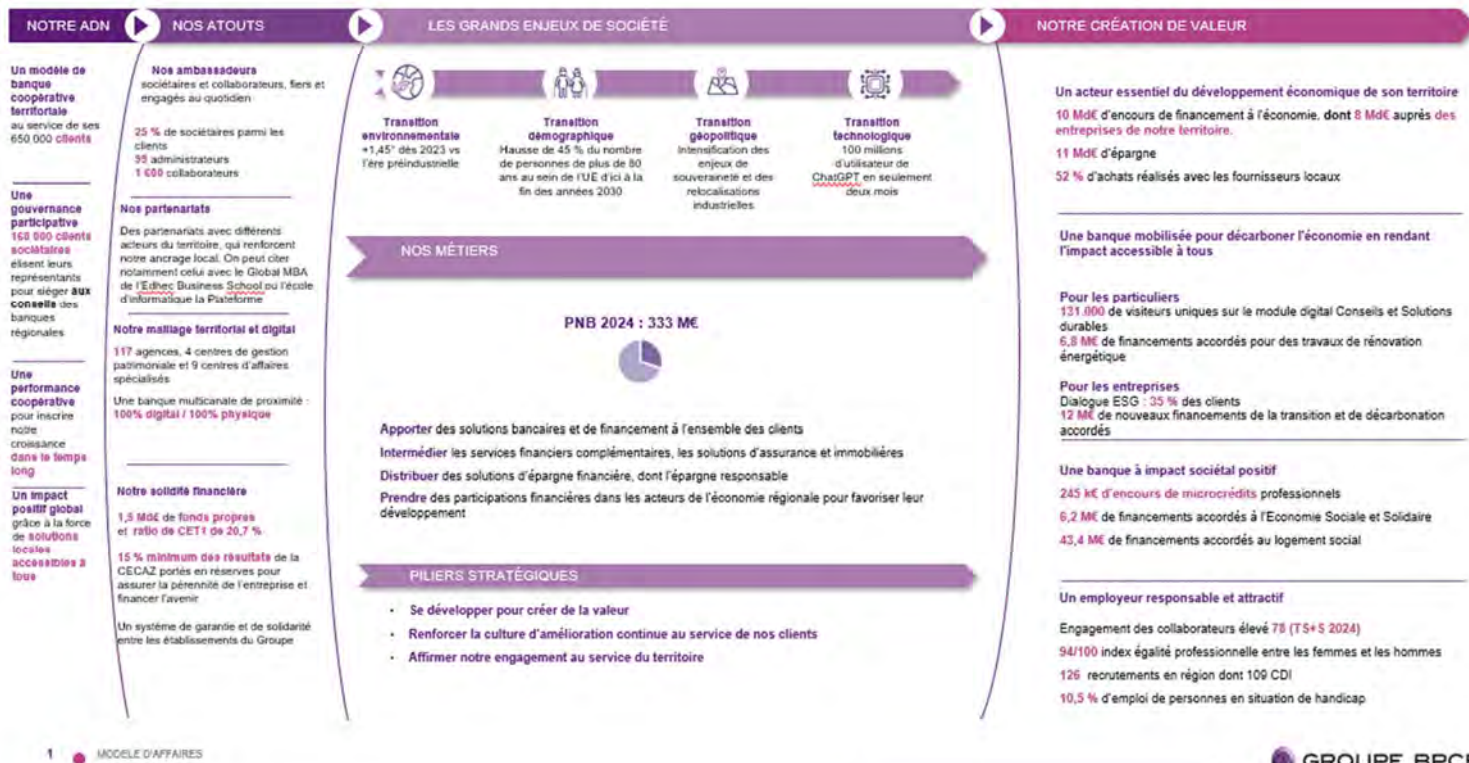 NOTRE ADN
NOS ATOUTS
LES GRANDS ENJEUX DE SOCIÉTÉ
NOTRE CRÉATION DE VALEUR
Un modèle de
banque
coopérative
territoriale
au service de ses
650 000 clients
Une
gouvernance
participative
168 000 clients
sociétaires
élisent leurs
représentants
pour siéger aux
conseils des
banques
régionales
Une
performance
coopérative
pour inscrire
notre
croissance
dans le temps
long
Un impact
positif global
grâce à la force
de solutions
locales
accessibles à
tous
Nos ambassadeurs
sociétaires et collaborateurs, fiers et
engagés au quotidien
25 % de sociétaires parmi les
clients
administrateurs
1 600 collaborateurs
Nos partenariats
Des partenariats avec différents
acteurs du territoire, qui renforcent
notre ancrage local. On peut citer
notamment celui avec le Global MBA
de l'Edhec Business School ou l'école
d'informatique la Plateforme
Notre maillage territorial et digital
117 agences, 4 centres de gestion
patrimoniale et 9 centres d'affaires
spécialisés
Une banque multicanale de proximité :
100% digital / 100% physique
Notre solidité financière
1,5 Md€ de fonds propres
et ratio de CET1 de 20,7 %
15 % minimum des résultats de la
CECAZ portés en réserves pour
assurer la pérennité de l'entreprise et
financer l'avenir
Un système de garantie et de solidarité
entre les établissements du Groupe
Transition
environnementale
+1,45° dès 2023 vs
l'ère préindustrielle
Transition
démographique
Hausse de 45 % du nombre
de personnes de plus de 80
ans au sein de l'UE d'ici à la
fin des années 2030
Transition
géopolitique
Intensification des
enjeux de
souveraineté et des
relocalisations
industrielles
Transition
technologique
100 millions
d'utilisateur de
ChatGPT en seulement
deux mois
NOS MÉTIERS
PNB 2024 : 333 M€
Apporter des solutions bancaires et de financement à l'ensemble des clients
Intermédier les services financiers complémentaires, les solutions d'assurance et immobilières
Distribuer des solutions d'épargne financière, dont l'épargne responsable
Prendre des participations financières dans les acteurs de l'économie régionale pour favoriser leur
développement
PILIERS STRATÉGIQUES
• Se développer pour créer de la valeur
• Renforcer la culture d'amélioration continue au service de nos clients
• Affirmer notre engagement au service du territoire
Un acteur essentiel du développement économique de son territoire
10 Md€ d'encours de financement à l'économie, dont 8 Md€ auprès des
entreprises de notre territoire.
11 Md€ d'épargne
52 % d'achats réalisés avec les fournisseurs locaux
Une banque mobilisée pour décarboner l'économie en rendant
l'impact accessible à tous
Pour les particuliers
131.000 de visiteurs uniques sur le module digital Conseils et Solutions
durables
6,8 M€ de financements accordés pour des travaux de rénovation
énergétique
Pour les entreprises
Dialogue ESG : 35 % des clients
12 M€ de nouveaux financements de la transition et de décarbonation
accordés
Une banque à impact sociétal positif
245 k€ d'encours de microcrédits professionnels
6,2 M€ de financements accordés à l'Economie Sociale et Solidaire
43,4 M€ de financements accordés au logement social
Un employeur responsable et attractif
Engagement des collaborateurs élevé 78 (TS+S 2024)
94/100 index égalité professionnelle entre les femmes et les hommes
126 recrutements en région dont 109 CDI
10,5 % d'emploi de personnes en situation de handicap
1 MODELE D'AFFAIRES
GROUPE BPCE